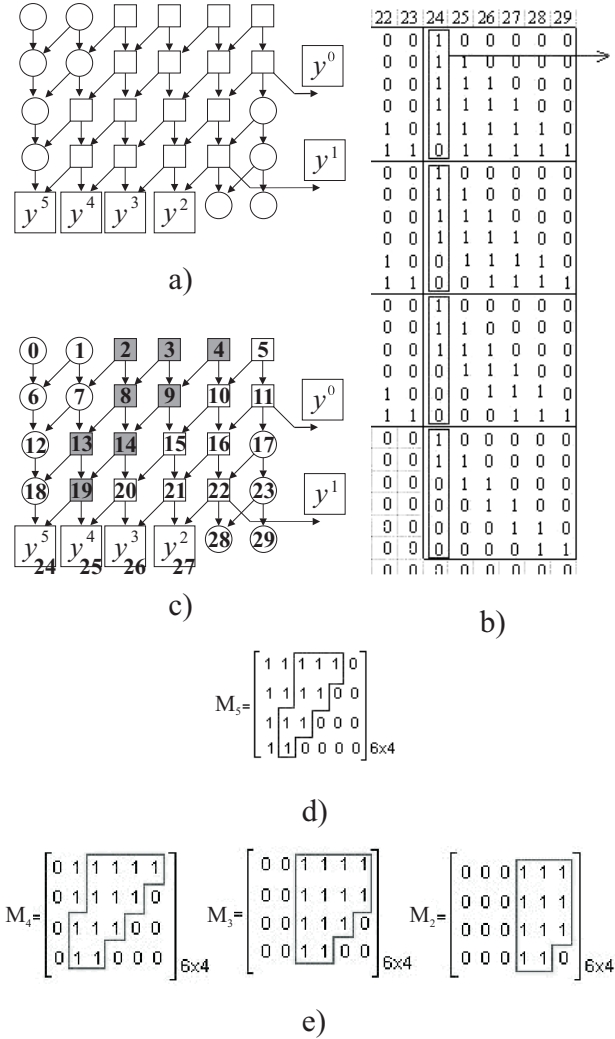 y⁰
y¹
y⁵ y⁴ y³ y²
a)
22 23 24 25 26 27 28 29
0 0 1 0 0 0 0 0
0 0 1 1 0 0 0 0
0 0 1 1 1 0 0 0
0 0 1 1 1 1 0 0
1 0 1 1 1 1 1 0
1 1 0 1 1 1 1 1
0 0 1 0 0 0 0 0
0 0 1 1 0 0 0 0
0 0 1 1 1 0 0 0
0 0 1 1 1 1 0 0
1 0 0 1 1 1 1 0
1 1 0 0 1 1 1 1
0 0 1 0 0 0 0 0
0 0 1 1 0 0 0 0
0 0 1 1 1 0 0 0
0 0 0 1 1 1 0 0
1 0 0 0 1 1 1 0
1 1 0 0 0 1 1 1
0 0 1 0 0 0 0 0
0 0 1 1 0 0 0 0
0 0 0 1 1 0 0 0
0 0 0 0 1 1 0 0
0 0 0 0 0 1 1 0
0 0 0 0 0 0 1 1
0 0 0 0 0 0 0 0
b)
0 1 2 3 4 5
6 7 8 9 10 11
y⁰
12 13 14 15 16 17
18 19 20 21 22 23
y¹
y⁵ y⁴ y³ y² 28 29
24 25 26 27
c)
1 1 1 1 1 0
1 1 1 1 0 0
M₅=
1 1 1 0 0 0
1 1 0 0 0 0 6x4
d)
0 1 1 1 1 1
0 1 1 1 1 0
M₄=
0 1 1 1 0 0
0 1 1 0 0 0 6x4
0 0 1 1 1 1
0 0 1 1 1 1
M₃=
0 0 1 1 1 0
0 0 1 1 0 0 6x4
0 0 0 1 1 1
0 0 0 1 1 1
M₂=
0 0 0 1 1 1
0 0 0 1 1 0 6x4
e)